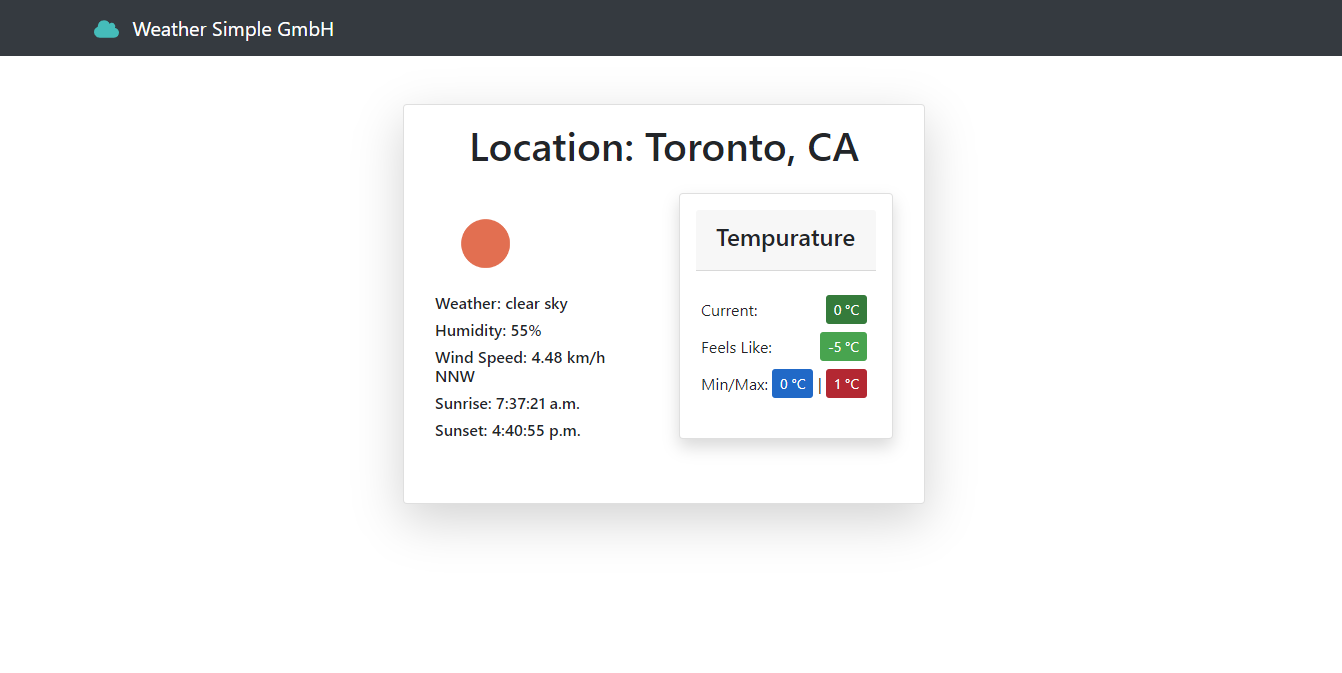 Weather Simple GmbH
Location: Toronto, CA
Weather: clear sky
Humidity: 55%
Wind Speed: 4.48 km/h
NNW
Sunrise: 7:37:21 a.m.
Sunset: 4:40:55 p.m.
Tempurature
Current: 0 °C
Feels Like: -5 °C
Min/Max: 0 °C | 1 °C